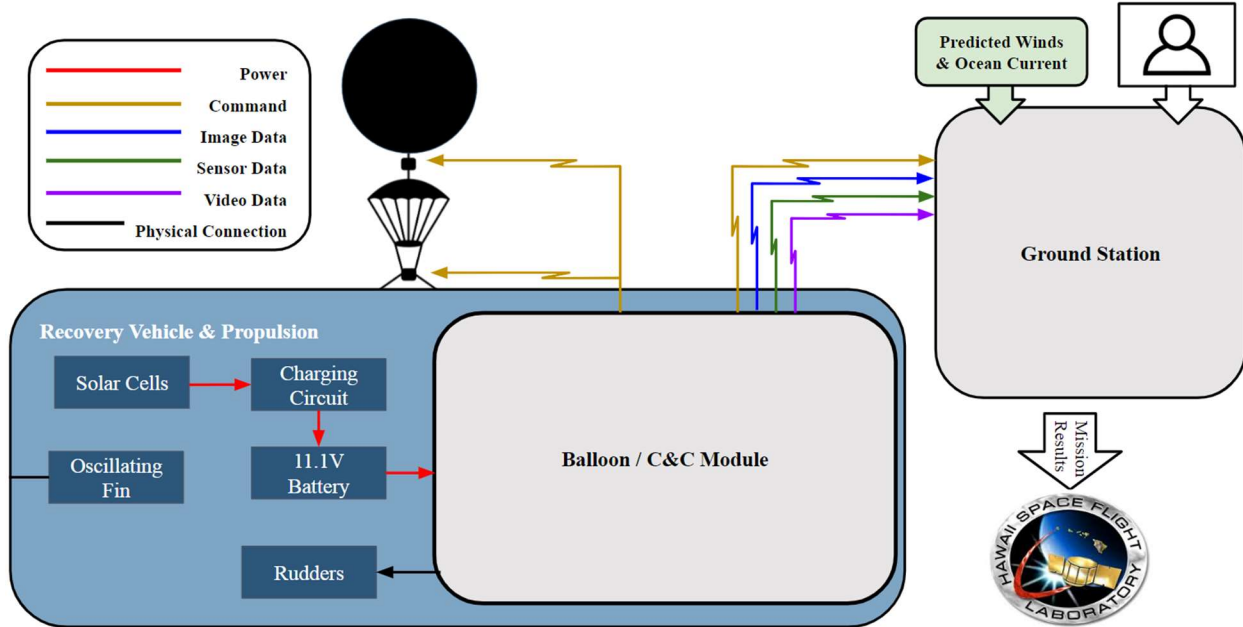 Power
Command
Image Data
Sensor Data
Video Data
Physical Connection
Predicted Winds
& Ocean Current
Ground Station
Recovery Vehicle & Propulsion
Solar Cells
Charging
Circuit
Oscillating
Fin
11.1V
Battery
Balloon / C&C Module
Rudders
Mission
Results
HAWAII SPACE FLIGHT
LABORATORY